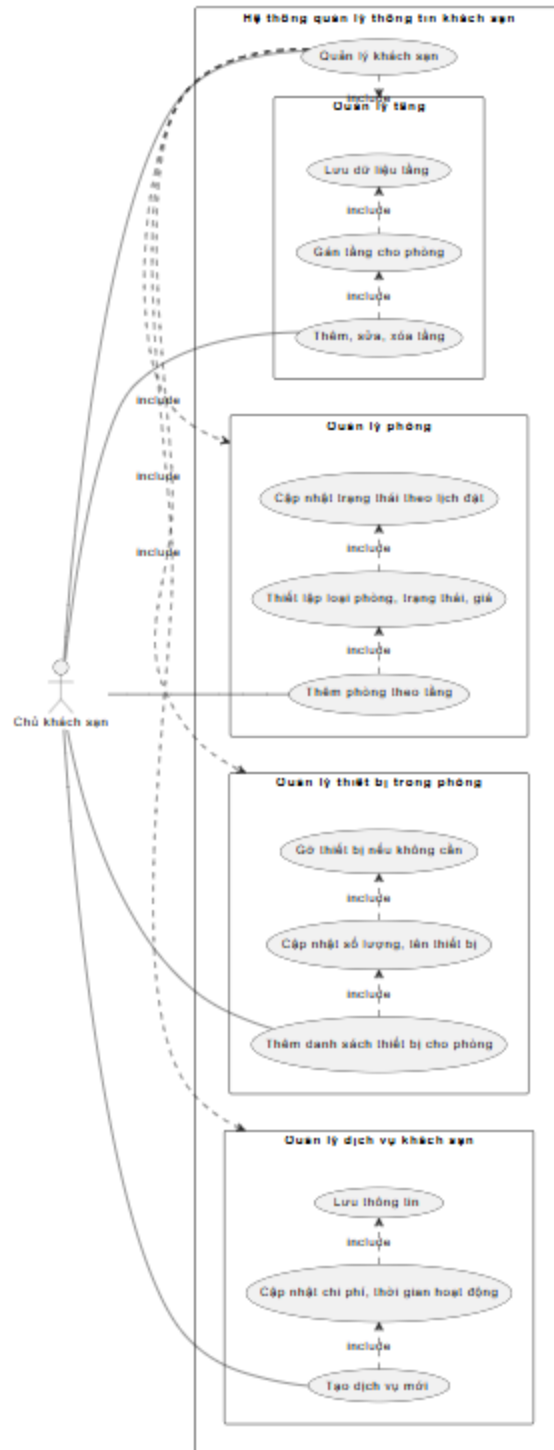 Hệ thống quản lý thông tin khách sạn
Quản lý khách sạn
include
Quản lý tầng
Lưu dữ liệu tầng
include
Gán tầng cho phòng
include
Thêm, sửa, xóa tầng
include
Quản lý phòng
include
include
Cập nhật trạng thái theo lịch đặt
include
Thiết lập loại phòng, trạng thái, giá
include
Thêm phòng theo tầng
Chủ khách sạn
Quản lý thiết bị trong phòng
Gỡ thiết bị nếu không cần
include
Cập nhật số lượng, tên thiết bị
include
Thêm danh sách thiết bị cho phòng
Quản lý dịch vụ khách sạn
Lưu thông tin
include
Cập nhật chi phí, thời gian hoạt động
include
Tạo dịch vụ mới